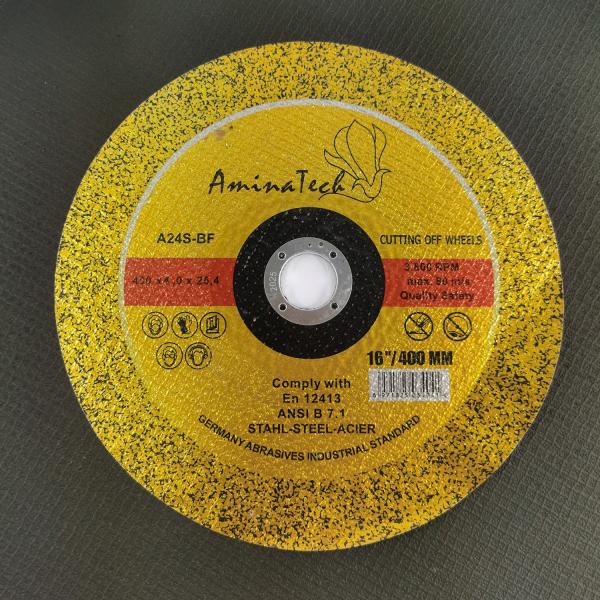 AminaTech
A24S-BF
CUTTING OFF WHEELS
400 x 4,0 x 25,4
3.800 RPM
max. 80 m/s
Quality Safety
2025
16"/400 MM
Comply with
En 12413
ANSI B 7.1
STAHL-STEEL-ACIER
GERMANY ABRASIVES INDUSTRIAL STANDARD